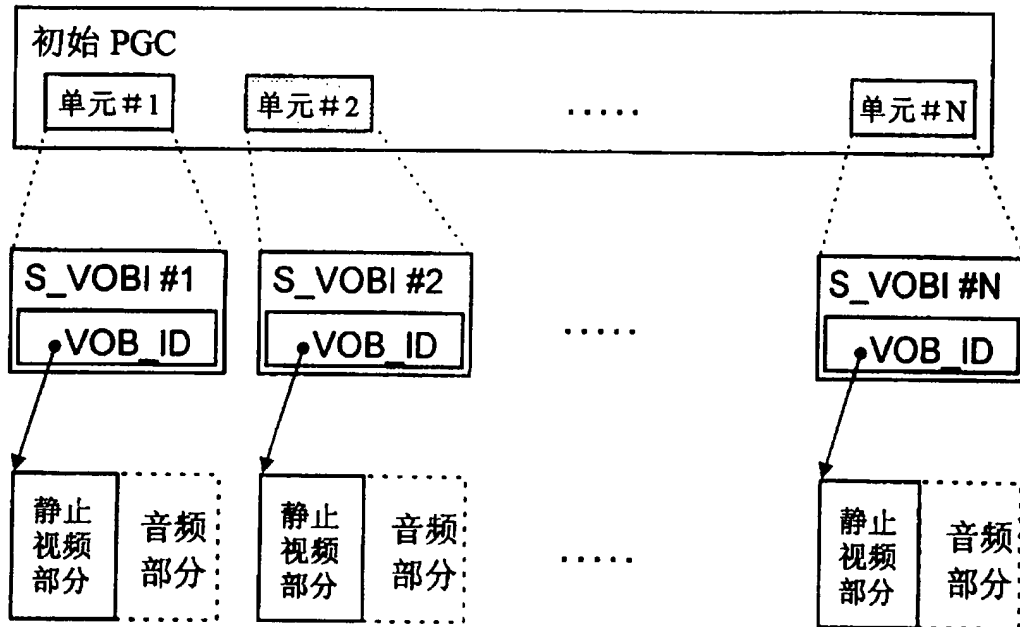 初始 PGC
单元#1 单元#2 ..... 单元#N
S_VOBI #1 S_VOBI #2 S_VOBI #N
VOB_ID VOB_ID ..... VOB_ID
静止 静止 静止
视频 视频 视频
部分 部分 部分
音频 音频 音频
部分 部分 ..... 部分